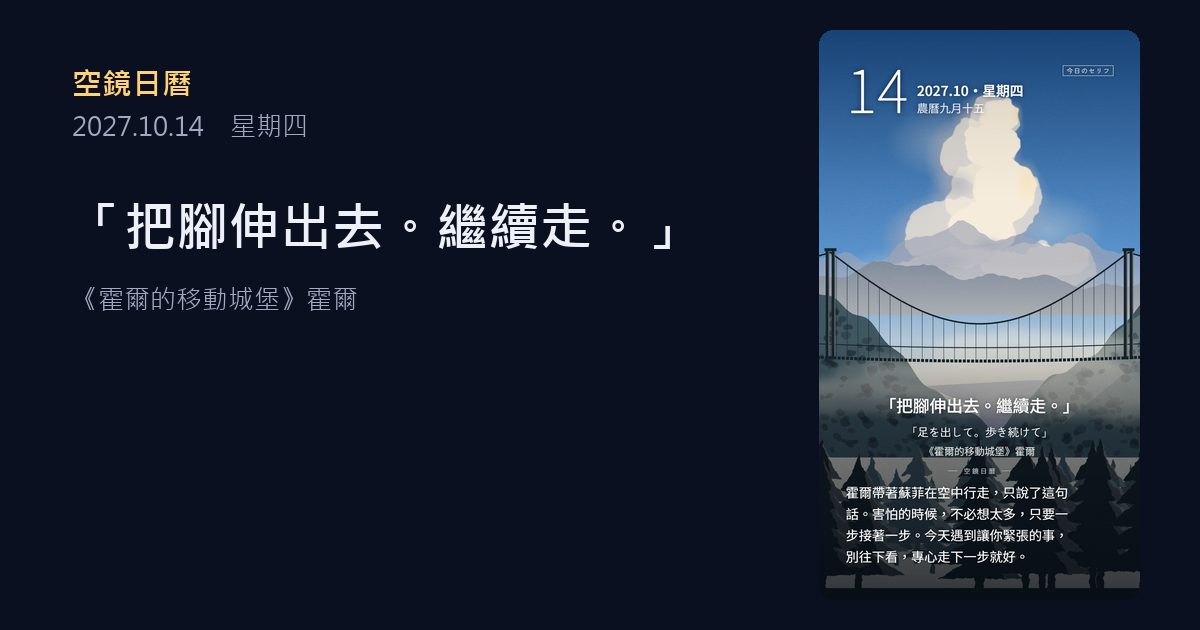 空鏡日曆
2027.10.14 星期四
「把腳伸出去。繼續走。」
《霍爾的移動城堡》霍爾
14
2027.10・星期四
農曆九月十五
今日のセリフ
「把腳伸出去。繼續走。」
「足を出して。歩き続けて」
《霍爾的移動城堡》霍爾
空鏡日曆
霍爾帶著蘇菲在空中行走，只說了這句
話。害怕的時候，不必想太多，只要一
步接著一步。今天遇到讓你緊張的事，
別往下看，專心走下一步就好。